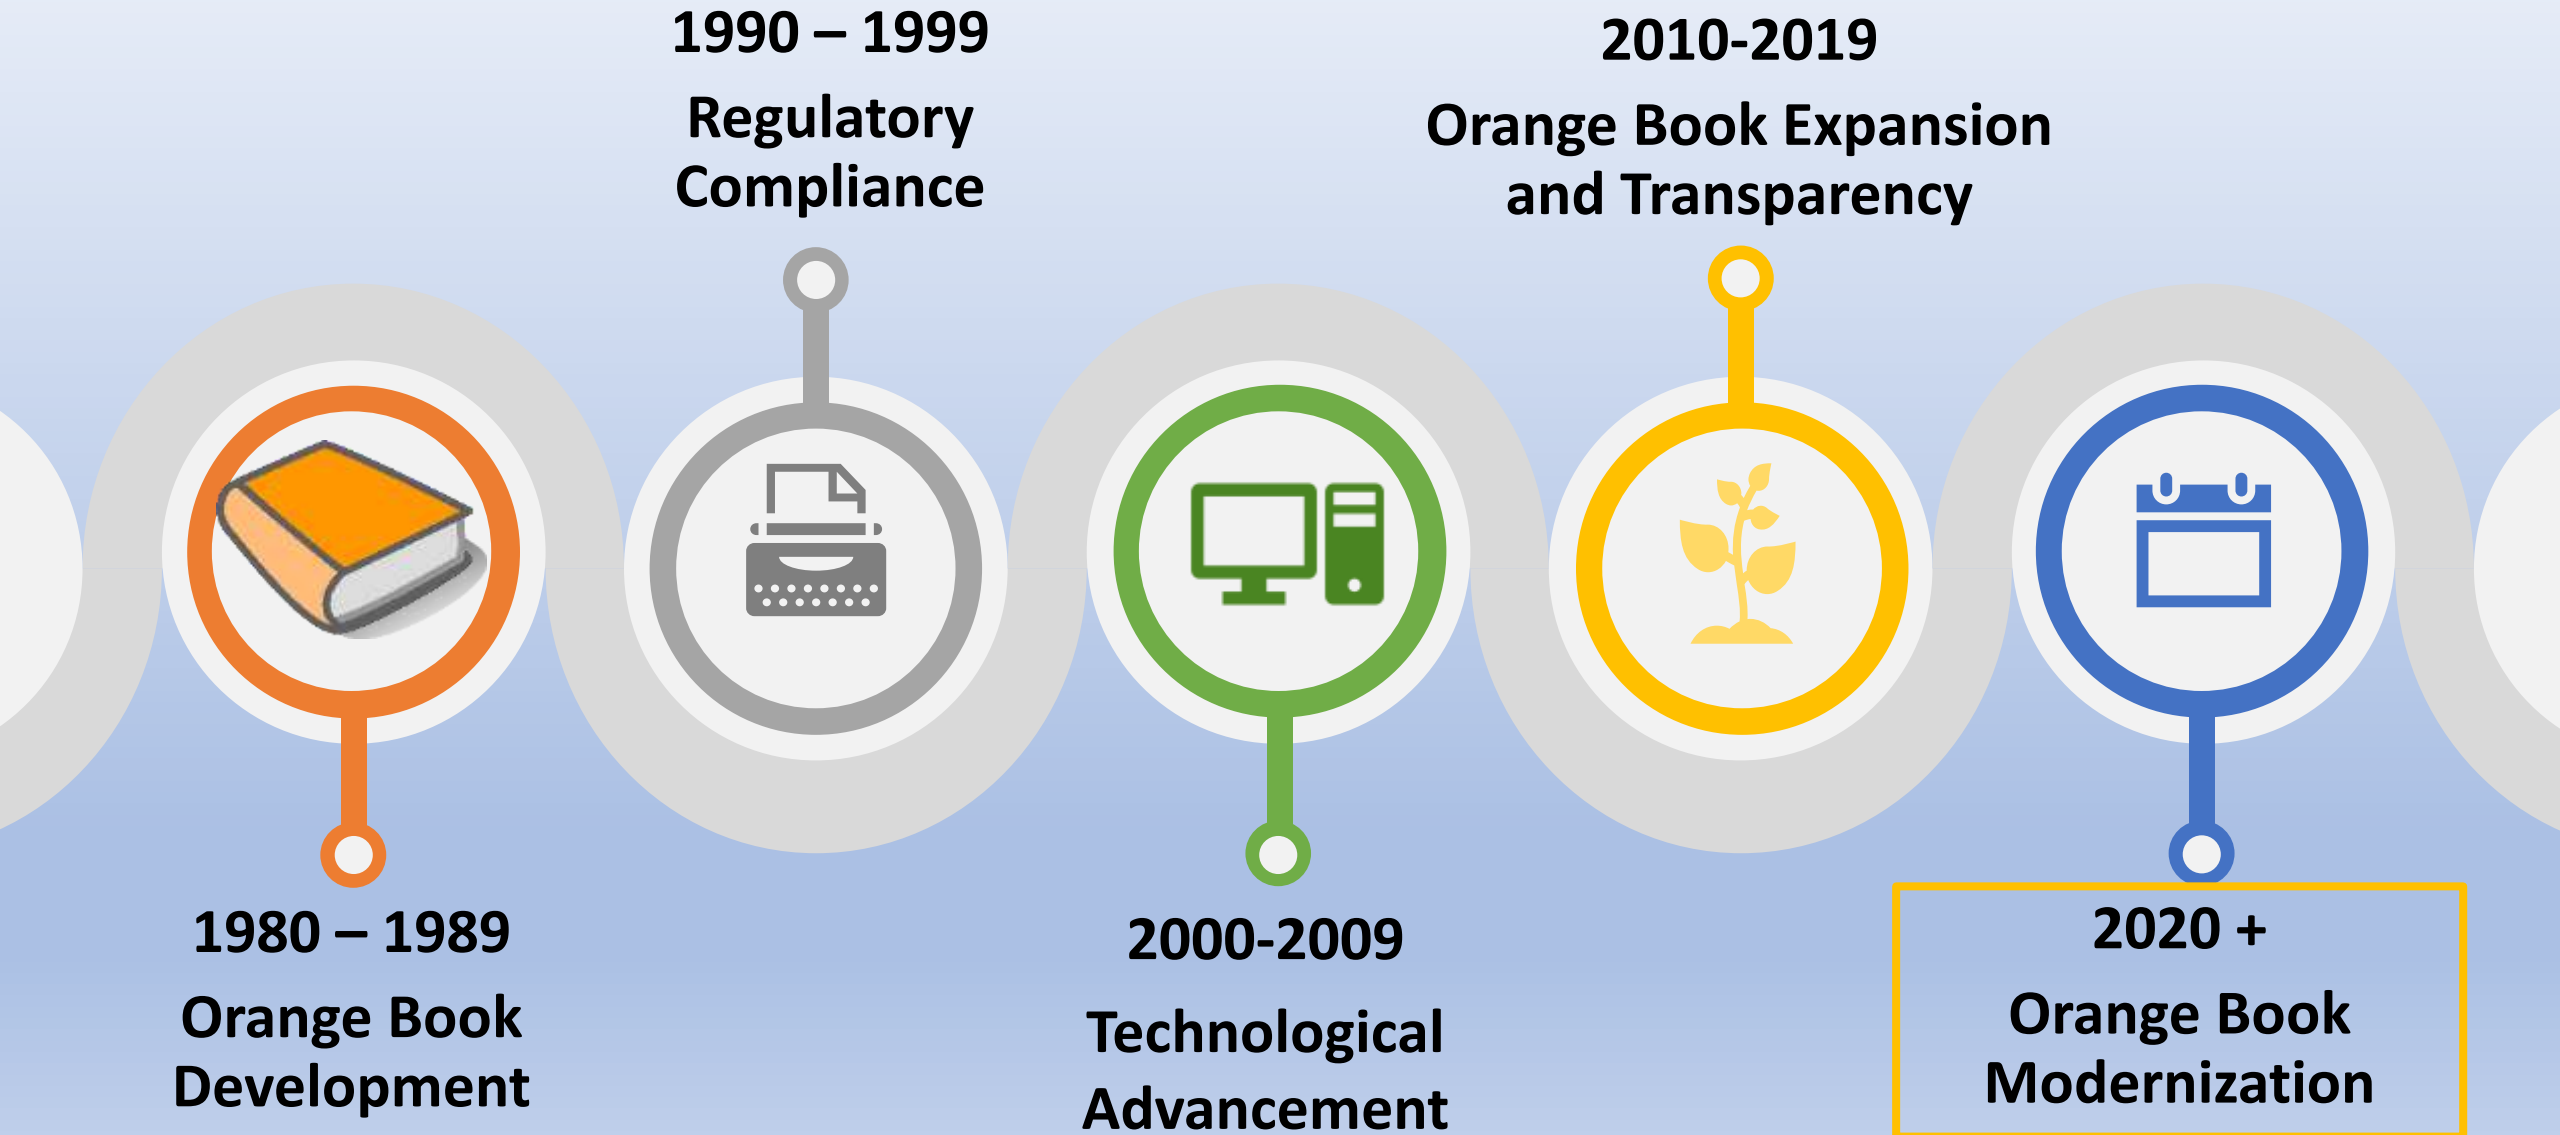 1990 – 1999
Regulatory
Compliance
2010-2019
Orange Book Expansion
and Transparency
1980 – 1989
Orange Book
Development
2000-2009
Technological
Advancement
2020 +
Orange Book
Modernization